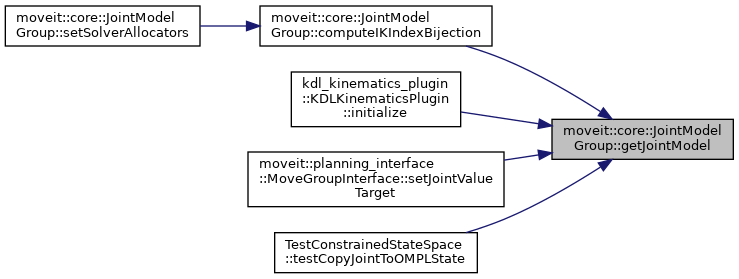 moveit::core::JointModel
Group::setSolverAllocators
moveit::core::JointModel
Group::computeIKIndexBijection
kdl_kinematics_plugin
::KDLKinematicsPlugin
::initialize
moveit::core::JointModel
Group::getJointModel
moveit::planning_interface
::MoveGroupInterface::setJointValue
Target
TestConstrainedStateSpace
::testCopyJointToOMPLState